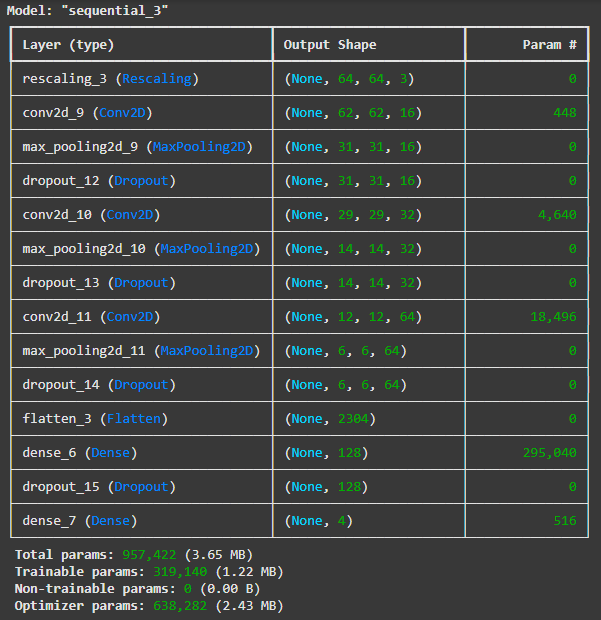 Model: "sequential_3"
Layer (type) Output Shape Param #
rescaling_3 (Rescaling) (None, 64, 64, 3) 0
conv2d_9 (Conv2D) (None, 62, 62, 16) 448
max_pooling2d_9 (MaxPooling2D) (None, 31, 31, 16) 0
dropout_12 (Dropout) (None, 31, 31, 16) 0
conv2d_10 (Conv2D) (None, 29, 29, 32) 4,640
max_pooling2d_10 (MaxPooling2D) (None, 14, 14, 32) 0
dropout_13 (Dropout) (None, 14, 14, 32) 0
conv2d_11 (Conv2D) (None, 12, 12, 64) 18,496
max_pooling2d_11 (MaxPooling2D) (None, 6, 6, 64) 0
dropout_14 (Dropout) (None, 6, 6, 64) 0
flatten_3 (Flatten) (None, 2304) 0
dense_6 (Dense) (None, 128) 295,040
dropout_15 (Dropout) (None, 128) 0
dense_7 (Dense) (None, 4) 516
Total params: 957,422 (3.65 MB)
Trainable params: 319,140 (1.22 MB)
Non-trainable params: 0 (0.00 B)
Optimizer params: 638,282 (2.43 MB)